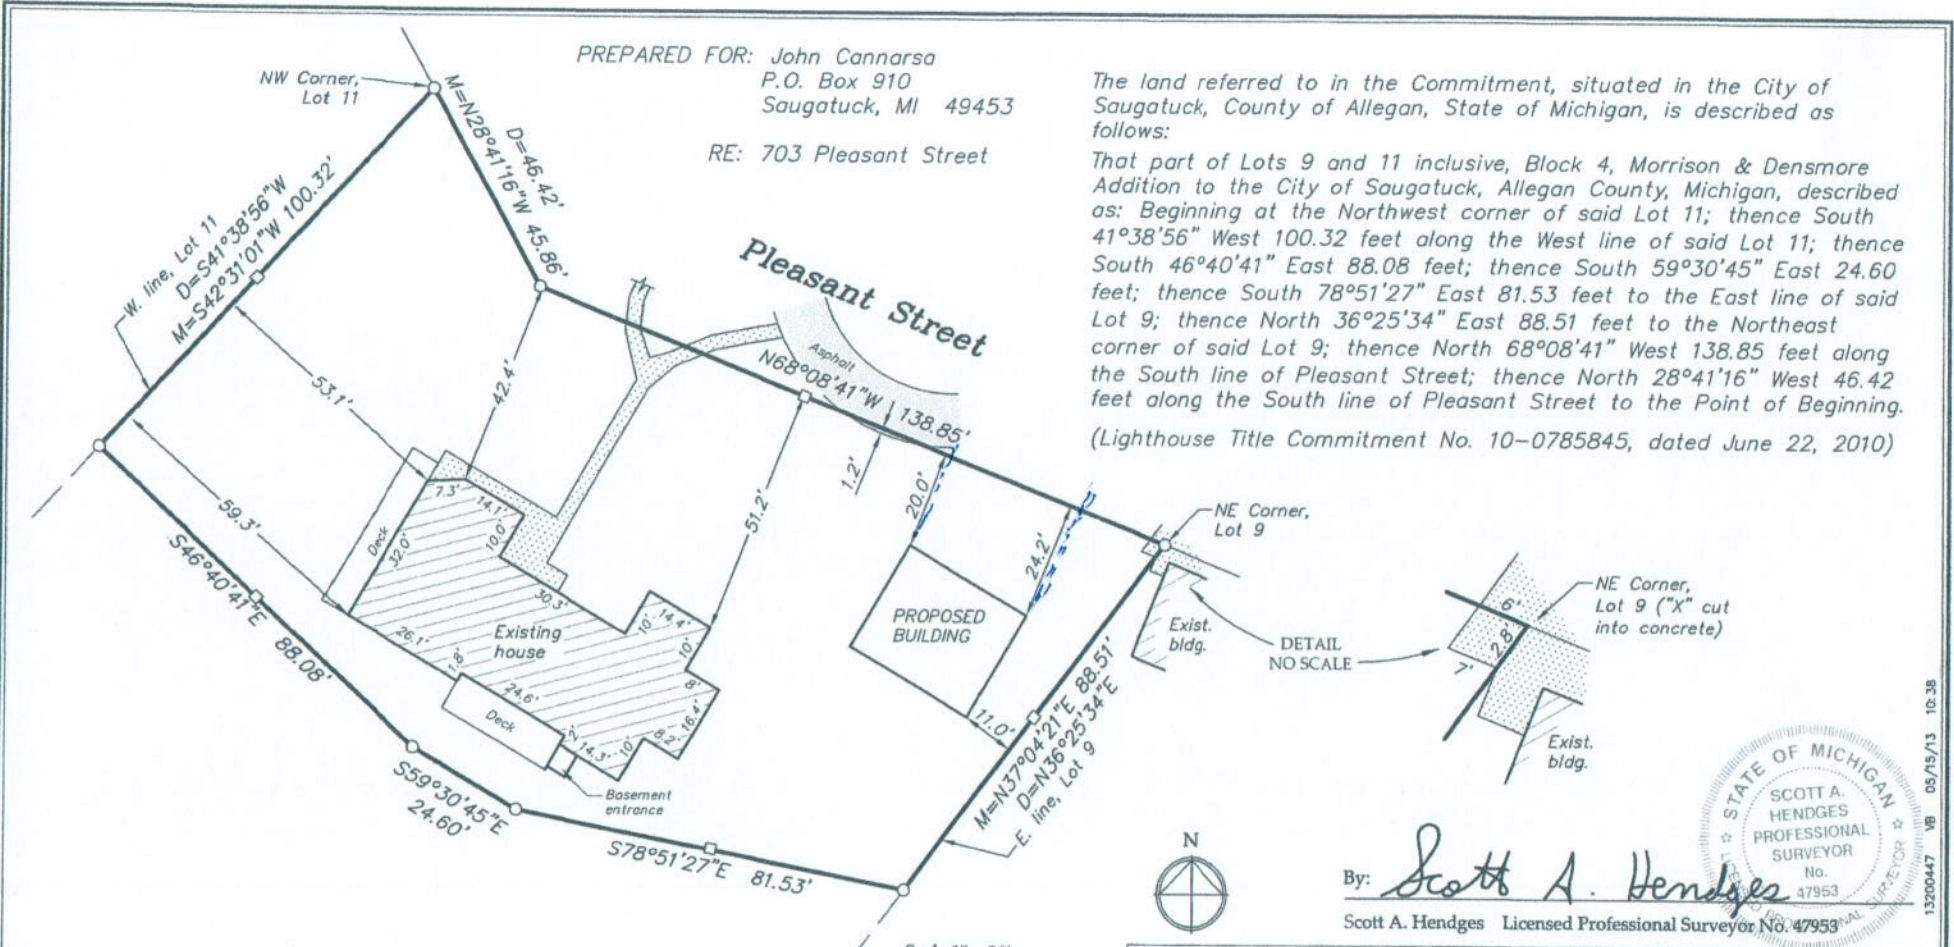 PREPARED FOR: John Cannarsa
P.O. Box 910
Saugatuck, MI 49453
RE: 703 Pleasant Street
The land referred to in the Commitment, situated in the City of
Saugatuck, County of Allegan, State of Michigan, is described as
follows:
That part of Lots 9 and 11 inclusive, Block 4, Morrison & Densmore
Addition to the City of Saugatuck, Allegan County, Michigan, described
as: Beginning at the Northwest corner of said Lot 11; thence South
41°38'56" West 100.32 feet along the West line of said Lot 11; thence
South 46°40'41" East 88.08 feet; thence South 59°30'45" East 24.60
feet; thence South 78°51'27" East 81.53 feet to the East line of said
Lot 9; thence North 36°25'34" East 88.51 feet to the Northeast
corner of said Lot 9; thence North 68°08'41" West 138.85 feet along
the South line of Pleasant Street; thence North 28°41'16" West 46.42
feet along the South line of Pleasant Street to the Point of Beginning.
(Lighthouse Title Commitment No. 10-0785845, dated June 22, 2010)
NW Corner,
Lot 11
D=46.42'
M=N28°41'16"W 45.86'
W. line, Lot 11
D=S41°38'56"W
M=S42°31'01"W 100.32'
Pleasant Street
Asphalt
N68°08'41"W 138.85'
53.1'
42.4'
59.3'
51.2'
1.2'
20.0'
24.2'
NE Corner,
Lot 9
7.3'
14.1'
10.0'
Deck
32.0'
30.3'
14.4'
10'
10'
26.1'
Existing
house
1.8'
24.6'
8'
16.4'
Deck
2'
14.3'
10'
8.2'
Basement
entrance
PROPOSED
BUILDING
11.0'
Exist.
bldg.
DETAIL
NO SCALE
NE Corner,
Lot 9 ("X" cut
into concrete)
6'
2.8'
7'
Exist.
bldg.
S46°40'41"E 88.08'
S59°30'45"E
24.60'
S78°51'27"E 81.53'
M=N37°04'21"E 88.51'
D=N36°25'34"E
E. line, Lot 9
N
By: Scott A. Hendges
Scott A. Hendges Licensed Professional Surveyor No. 47953
STATE OF MICHIGAN
SCOTT A.
HENDGES
PROFESSIONAL
SURVEYOR
No.
47953
LICENSED PROFESSIONAL SURVEYOR
13200447 VB 05/15/13 10:38